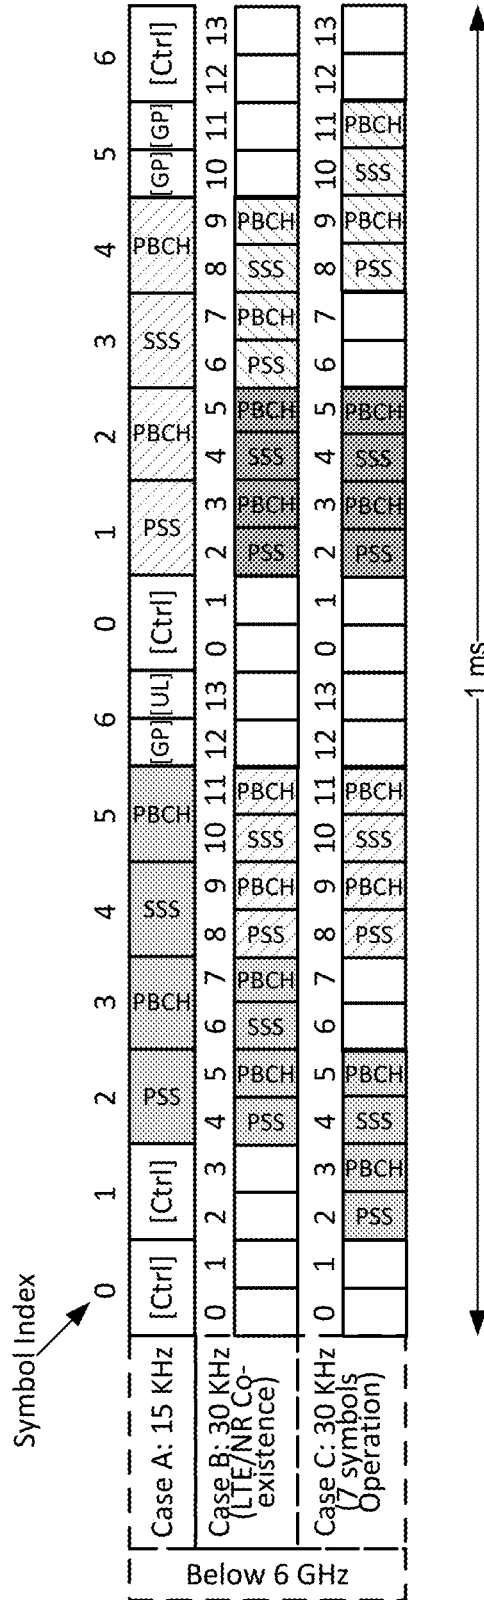 Symbol Index
0 1 2 3 4 5 6 0 1 2 3 4 5 6
Below 6 GHz
Case A: 15 KHz
[Ctrl] [Ctrl] PSS PBCH SSS PBCH [GP] [UL] [Ctrl] PSS PBCH SSS PBCH [GP] [GP] [Ctrl]
Case B: 30 KHz
(LTE/NR Co-
existence)
0 1 2 3 4 5 6 7 8 9 10 11 12 13 0 1 2 3 4 5 6 7 8 9 10 11 12 13
PSS PBCH SSS PBCH PSS PBCH SSS PBCH PSS PBCH SSS PBCH PSS PBCH SSS PBCH
Case C: 30 KHz
(7 symbols
Operation)
0 1 2 3 4 5 6 7 8 9 10 11 12 13 0 1 2 3 4 5 6 7 8 9 10 11 12 13
PSS PBCH SSS PBCH PSS PBCH SSS PBCH PSS PBCH SSS PBCH PSS PBCH SSS PBCH
1 ms